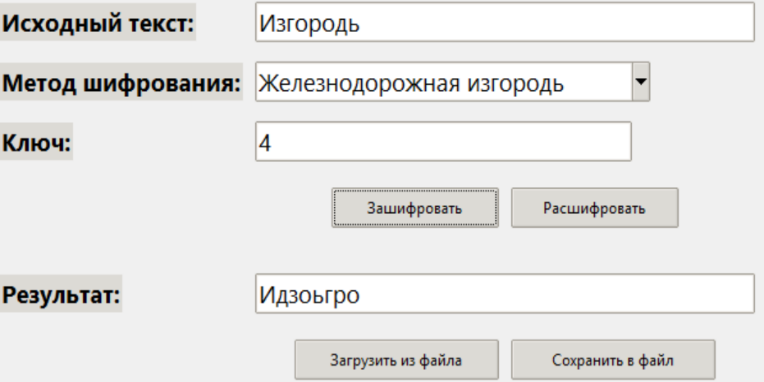 Исходный текст: Изгородь
Метод шифрования: Железнодорожная изгородь
Ключ: 4
Зашифровать Расшифровать
Результат: Идзоьгро
Загрузить из файла Сохранить в файл